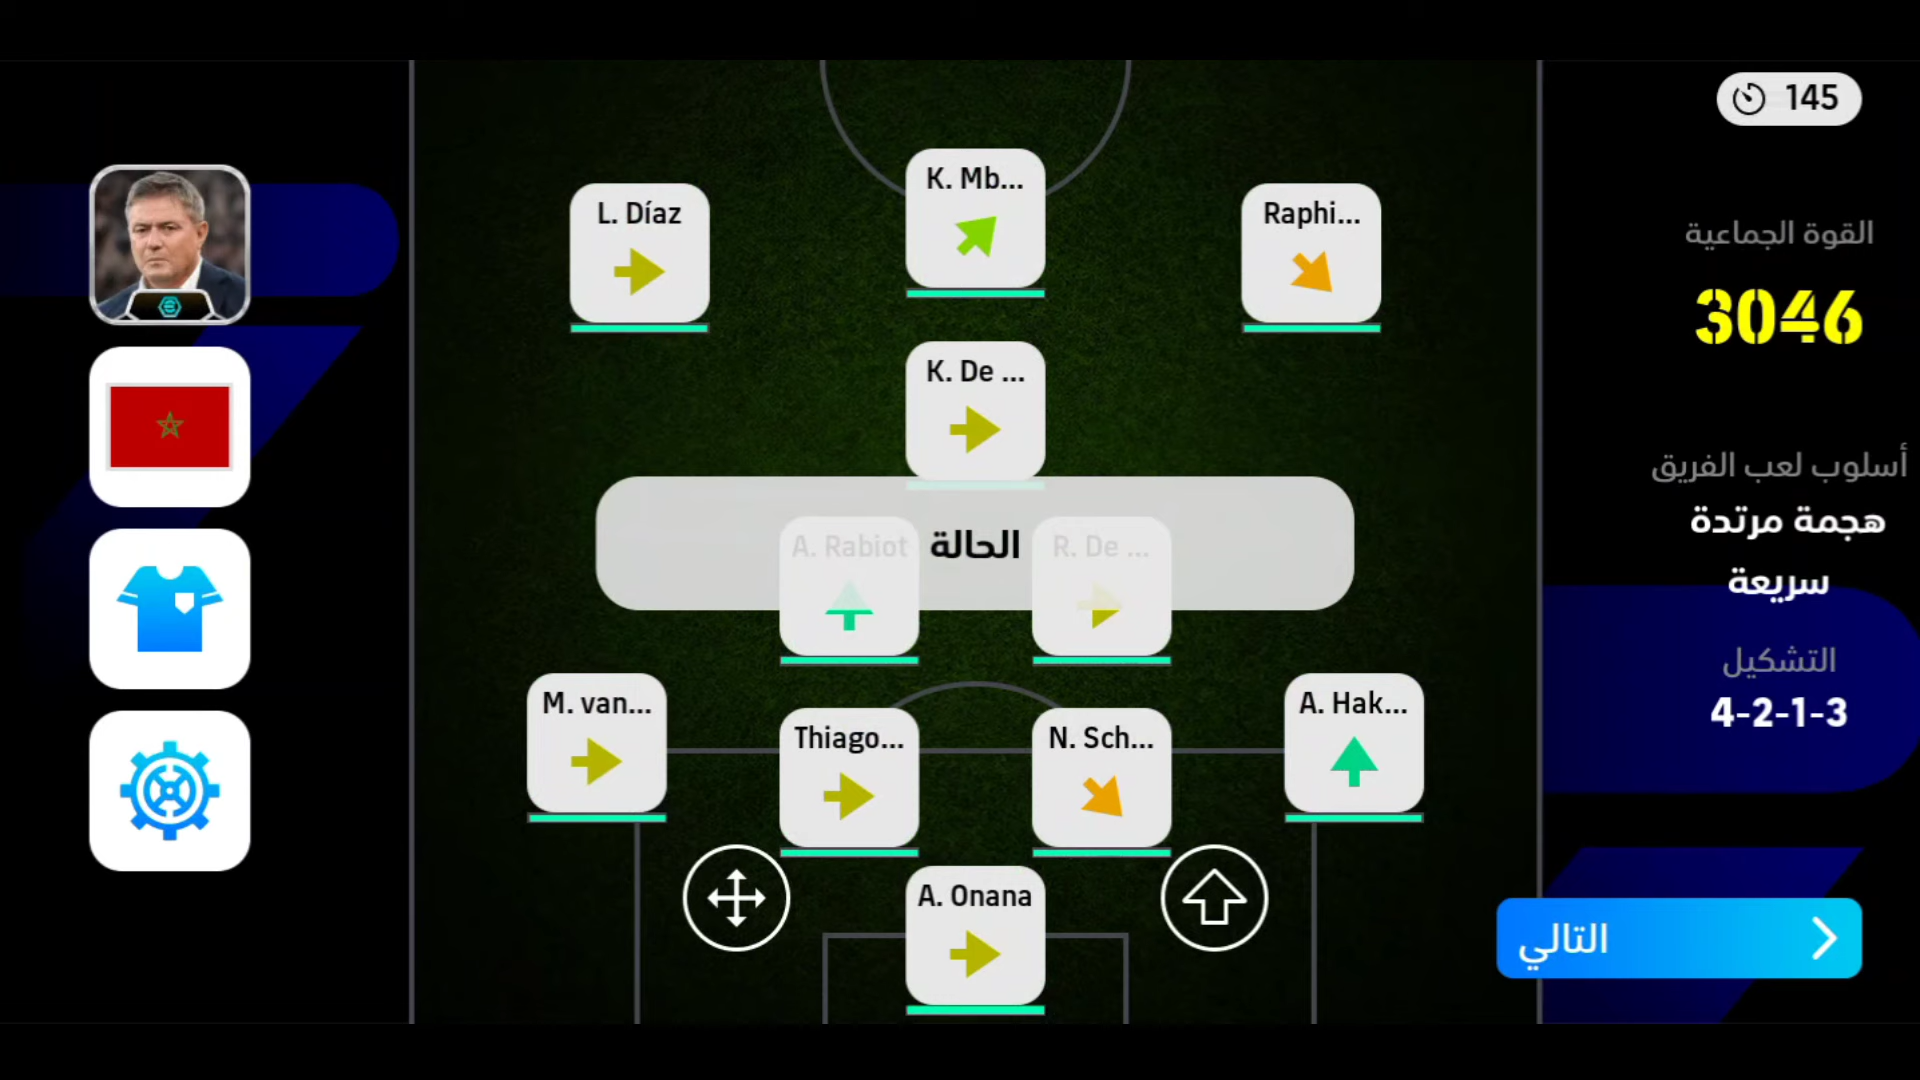 145
K. Mb...
L. Díaz
Raphi...
القوة الجماعية
3046
K. De ...
أسلوب لعب الفريق
هجمة مرتدة
سريعة
A. Rabiot
الحالة
R. De ...
التشكيل
4-2-1-3
M. van...
Thiago...
N. Sch...
A. Hak...
A. Onana
التالي